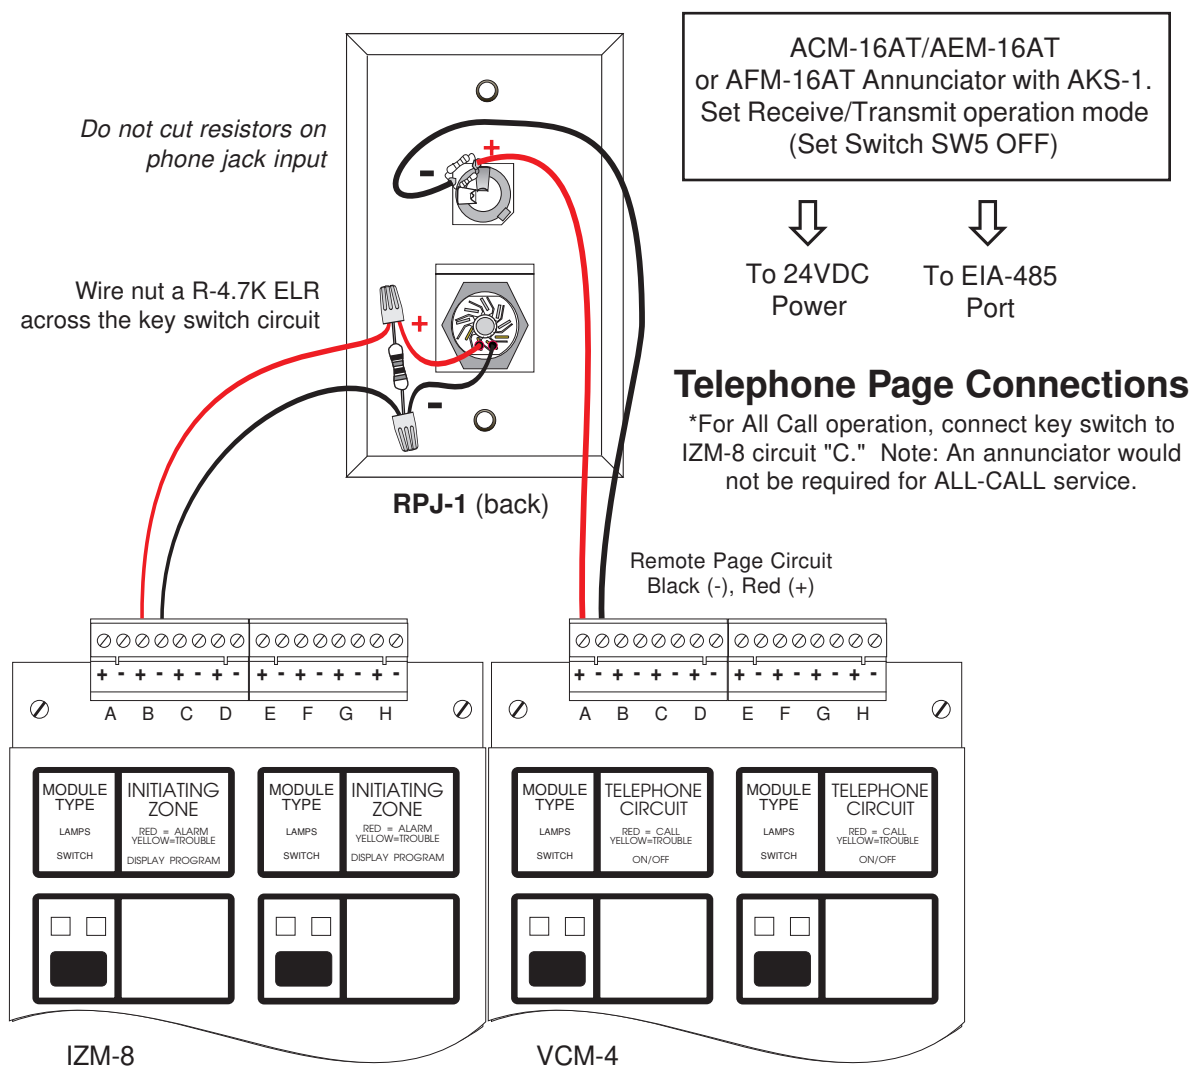 ACM-16AT/AEM-16AT
or AFM-16AT Annunciator with AKS-1.
Set Receive/Transmit operation mode
(Set Switch SW5 OFF)
Do not cut resistors on
phone jack input
+
-
To 24VDC
Power
To EIA-485
Port
Wire nut a R-4.7K ELR
across the key switch circuit
+
-
Telephone Page Connections
*For All Call operation, connect key switch to
IZM-8 circuit "C." Note: An annunciator would
not be required for ALL-CALL service.
RPJ-1 (back)
Remote Page Circuit
Black (-), Red (+)
+ - + - + - + - + - + - + - + -
A B C D E F G H
+ - + - + - + - + - + - + - + -
A B C D E F G H
MODULE
TYPE
LAMPS
SWITCH
INITIATING
ZONE
RED = ALARM
YELLOW=TROUBLE
DISPLAY PROGRAM
MODULE
TYPE
LAMPS
SWITCH
INITIATING
ZONE
RED = ALARM
YELLOW=TROUBLE
DISPLAY PROGRAM
MODULE
TYPE
LAMPS
SWITCH
TELEPHONE
CIRCUIT
RED = CALL
YELLOW=TROUBLE
ON/OFF
MODULE
TYPE
LAMPS
SWITCH
TELEPHONE
CIRCUIT
RED = CALL
YELLOW=TROUBLE
ON/OFF
IZM-8
VCM-4